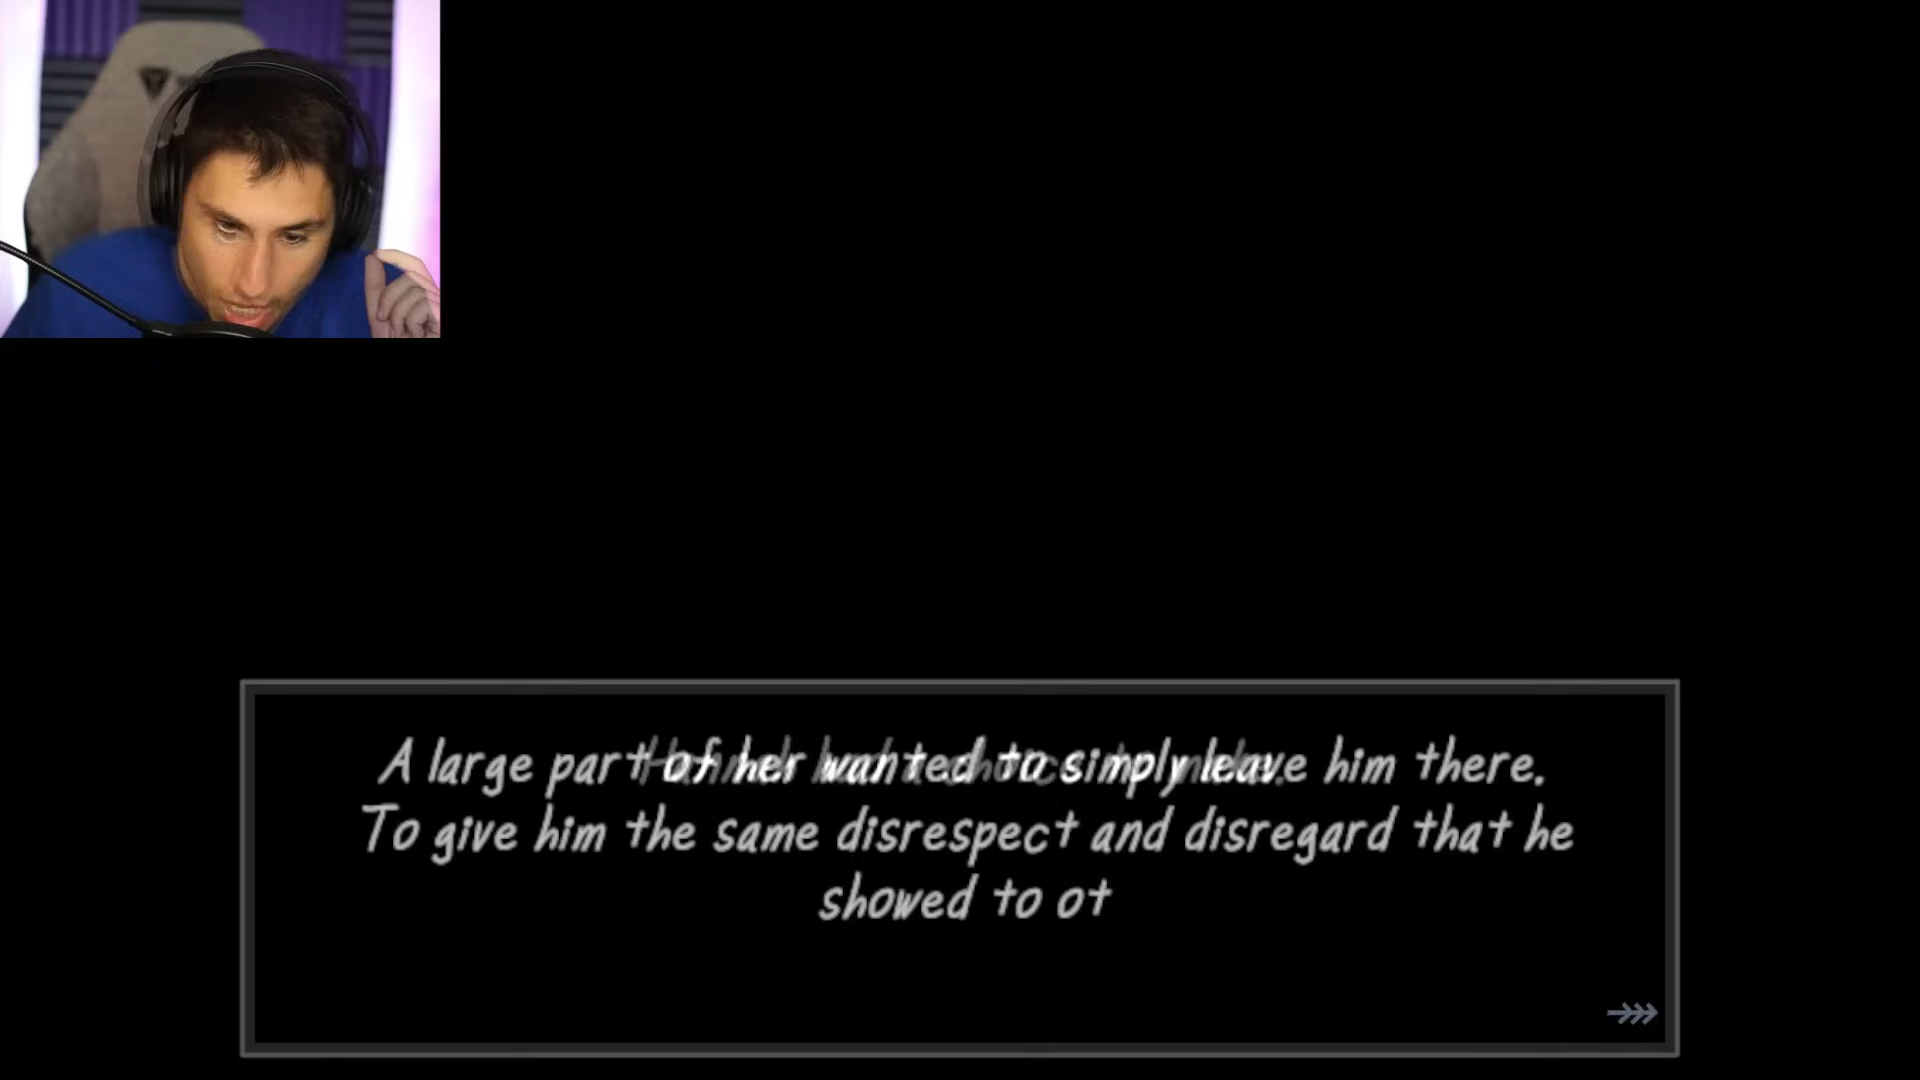 A large part of her wanted to simply leave him there.
To give him the same disrespect and disregard that he
showed to ot